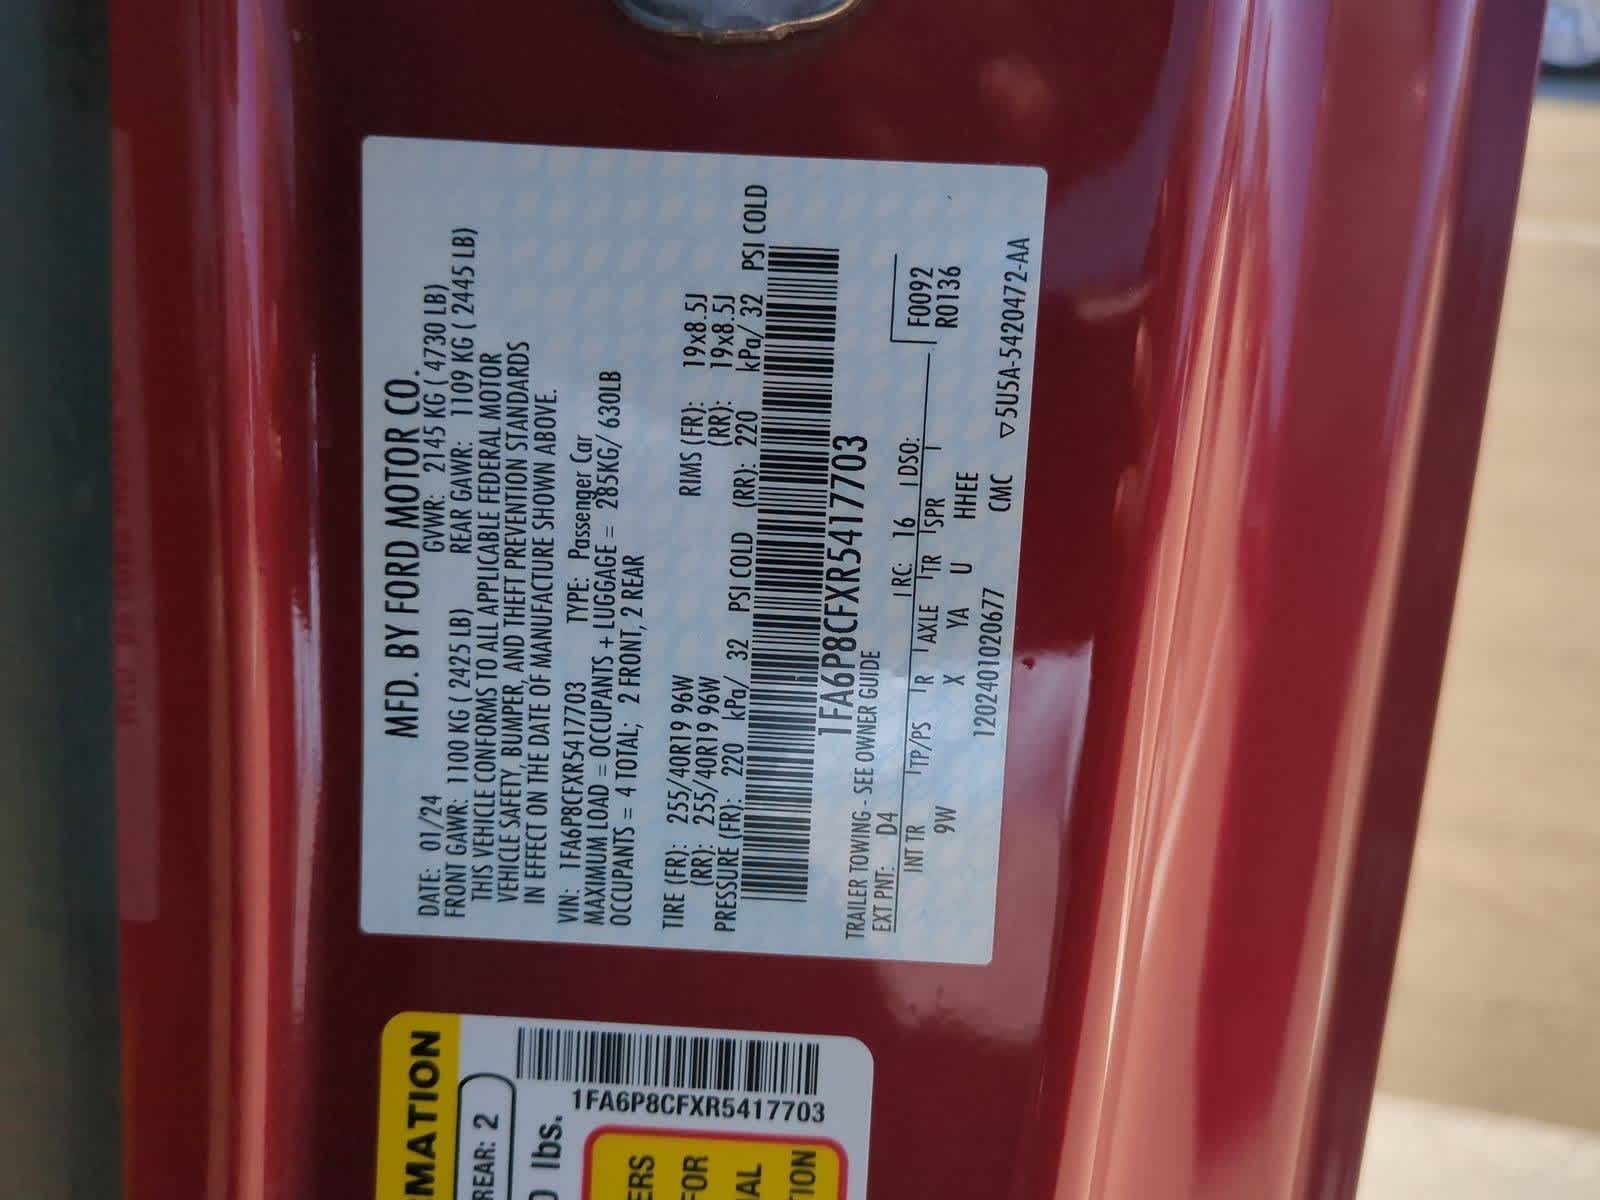 MFD. BY FORD MOTOR CO.
DATE: 01/24 GVWR: 2145 KG ( 4730 LB)
FRONT GAWR: 1100 KG ( 2425 LB) REAR GAWR: 1109 KG ( 2445 LB)
THIS VEHICLE CONFORMS TO ALL APPLICABLE FEDERAL MOTOR
VEHICLE SAFETY, BUMPER, AND THEFT PREVENTION STANDARDS
IN EFFECT ON THE DATE OF MANUFACTURE SHOWN ABOVE.
VIN: 1FA6P8CFXR5417703 TYPE: Passenger Car
MAXIMUM LOAD = OCCUPANTS + LUGGAGE = 285KG/ 630LB
OCCUPANTS = 4 TOTAL; 2 FRONT, 2 REAR
TIRE (FR): 255/40R19 96W RIMS (FR): 19x8.5J
(RR): 255/40R19 96W (RR): 19x8.5J
PRESSURE (FR): 220 kPa/ 32 PSI COLD (RR): 220 kPa/ 32 PSI COLD
1FA6P8CFXR5417703
TRAILER TOWING - SEE OWNER GUIDE
EXT PNT: D4 RC: 16 DSO:
F0092
INT TR TP/PS R AXLE TR SPR
R0136
9W X YA U HHEE
1202401020677 CMC ▽5U5A-5420472-AA
RMATION
REAR: 2
0 lbs.
1FA6P8CFXR5417703
ERS
FOR
AL
TION